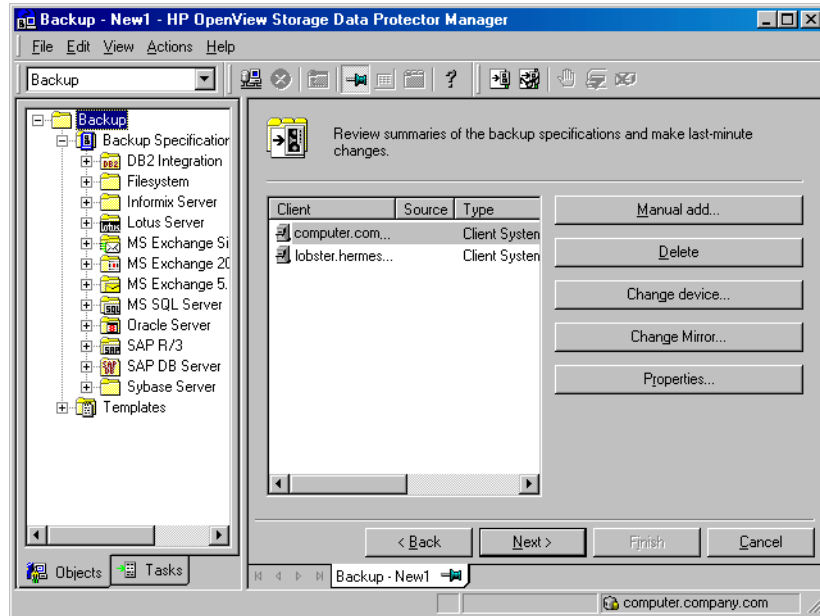 Backup - New1 - HP OpenView Storage Data Protector Manager
File Edit View Actions Help
Backup
Backup
Backup Specification
DB2 Integration
Filesystem
Informix Server
Lotus Server
MS Exchange Si
MS Exchange 20
MS Exchange 5.
MS SQL Server
Oracle Server
SAP R/3
SAP DB Server
Sybase Server
Templates
Objects
Tasks
Review summaries of the backup specifications and make last-minute
changes.
Client Source Type
computer.com... Client System
lobster.hermes... Client System
Manual add...
Delete
Change device...
Change Mirror...
Properties...
< Back
Next >
Finish
Cancel
Backup - New1
computer.company.com